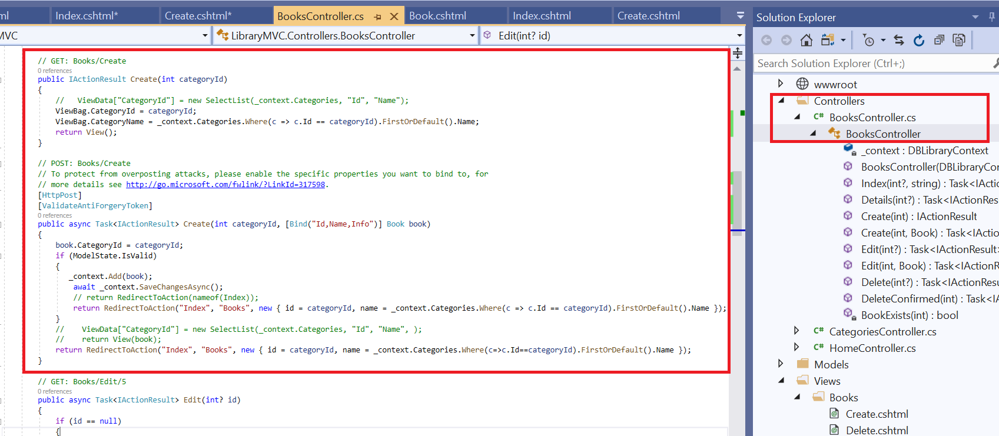 ml
Index.cshtml*
Create.cshtml*
BooksController.cs
Book.cshtml
Index.cshtml
Create.cshtml
MVC
LibraryMVC.Controllers.BooksController
Edit(int? id)
// GET: Books/Create
0 references
public IActionResult Create(int categoryId)
{
//   ViewData["CategoryId"] = new SelectList(_context.Categories, "Id", "Name");
ViewBag.CategoryId = categoryId;
ViewBag.CategoryName = _context.Categories.Where(c => c.Id == categoryId).FirstOrDefault().Name;
return View();
}
// POST: Books/Create
// To protect from overposting attacks, please enable the specific properties you want to bind to, for
// more details see http://go.microsoft.com/fwlink/?LinkId=317598.
[HttpPost]
[ValidateAntiForgeryToken]
0 references
public async Task<IActionResult> Create(int categoryId, [Bind("Id,Name,Info")] Book book)
{
book.CategoryId = categoryId;
if (ModelState.IsValid)
{
_context.Add(book);
await _context.SaveChangesAsync();
// return RedirectToAction(nameof(Index));
return RedirectToAction("Index", "Books", new { id = categoryId, name = _context.Categories.Where(c => c.Id == categoryId).FirstOrDefault().Name });
}
//    ViewData["CategoryId"] = new SelectList(_context.Categories, "Id", "Name", );
//    return View(book);
return RedirectToAction("Index", "Books", new { id = categoryId, name = _context.Categories.Where(c=>c.Id==categoryId).FirstOrDefault().Name });
}
// GET: Books/Edit/5
0 references
public async Task<IActionResult> Edit(int? id)
{
if (id == null)
{
Solution Explorer
Search Solution Explorer (Ctrl+;)
wwwroot
Controllers
C# BooksController.cs
BooksController
_context : DBLibraryContext
BooksController(DBLibraryCon
Index(int?, string) : Task<IActio
Details(int?) : Task<IActionRes
Create(int) : IActionResult
Create(int, Book) : Task<IActio
Edit(int?) : Task<IActionResult>
Edit(int, Book) : Task<IActionR
Delete(int?) : Task<IActionResu
DeleteConfirmed(int) : Task<IA
BookExists(int) : bool
C# CategoriesController.cs
C# HomeController.cs
Models
Views
Books
Create.cshtml
Delete.cshtml